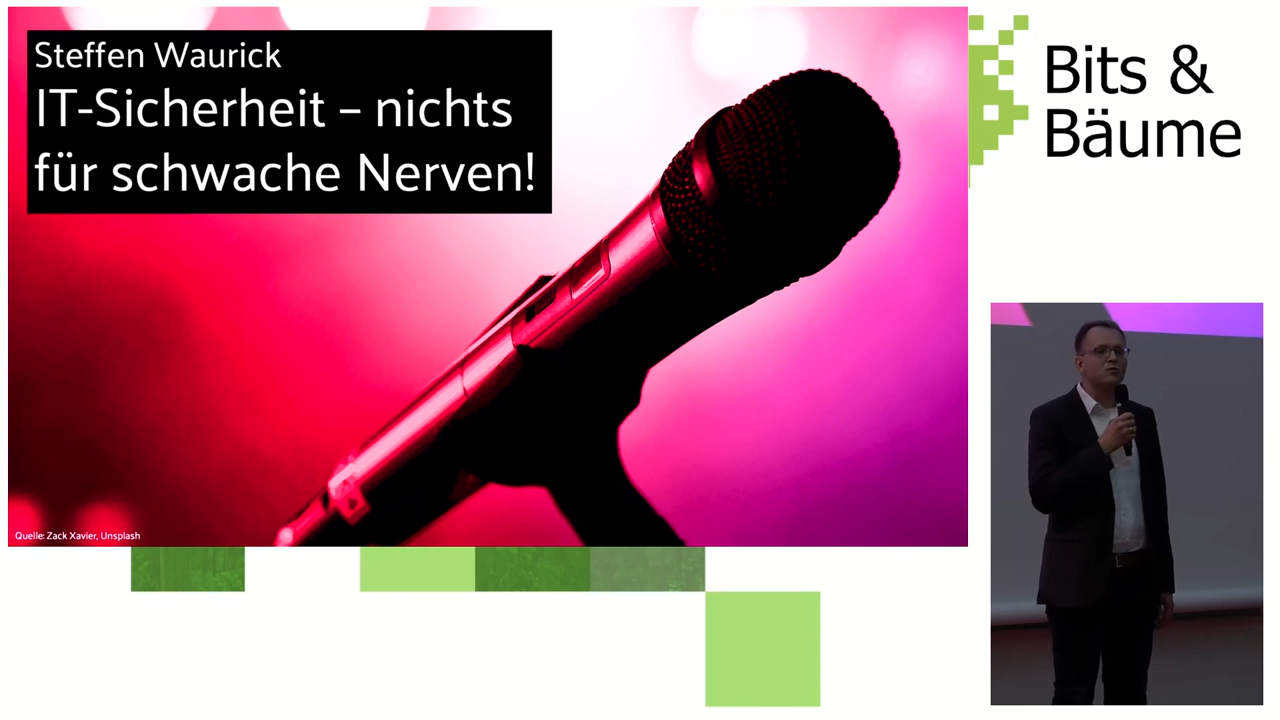 Steffen Waurick
IT-Sicherheit – nichts
für schwache Nerven!
Bits &
Bäume
Quelle: Zack Xavier, Unsplash